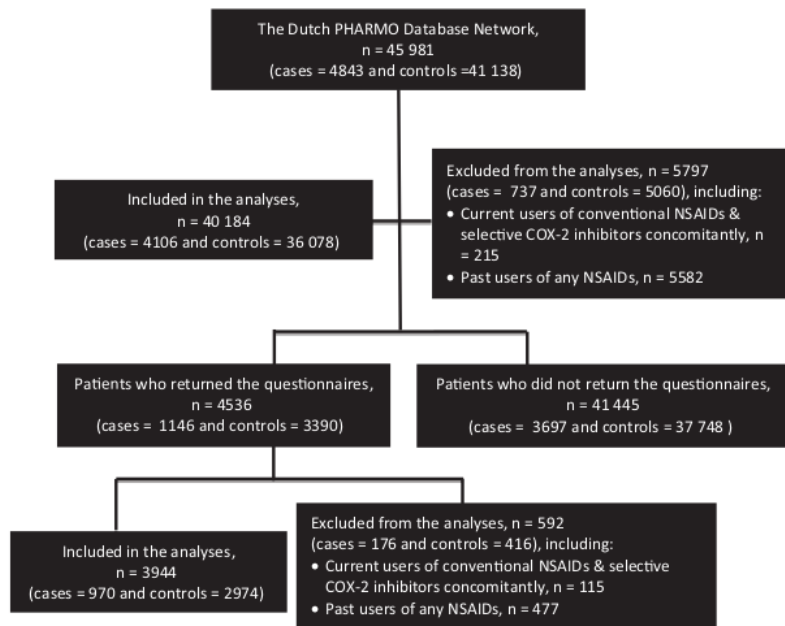 The Dutch PHARMO Database Network,
n = 45 981
(cases = 4843 and controls =41 138)
Included in the analyses,
n = 40 184
(cases = 4106 and controls = 36 078)
Excluded from the analyses, n = 5797
(cases =  737 and controls = 5060), including:
• Current users of conventional NSAIDs &
selective COX-2 inhibitors concomitantly, n
= 215
• Past users of any NSAIDs, n = 5582
Patients who returned the questionnaires,
n = 4536
(cases =  1146 and controls = 3390)
Patients who did not return the questionnaires,
n = 41 445
(cases =  3697 and controls = 37 748 )
Included in the analyses,
n = 3944
(cases = 970 and controls = 2974)
Excluded from the analyses, n = 592
(cases = 176 and controls = 416), including:
• Current users of conventional NSAIDs & selective
COX-2 inhibitors concomitantly, n = 115
• Past users of any NSAIDs, n = 477